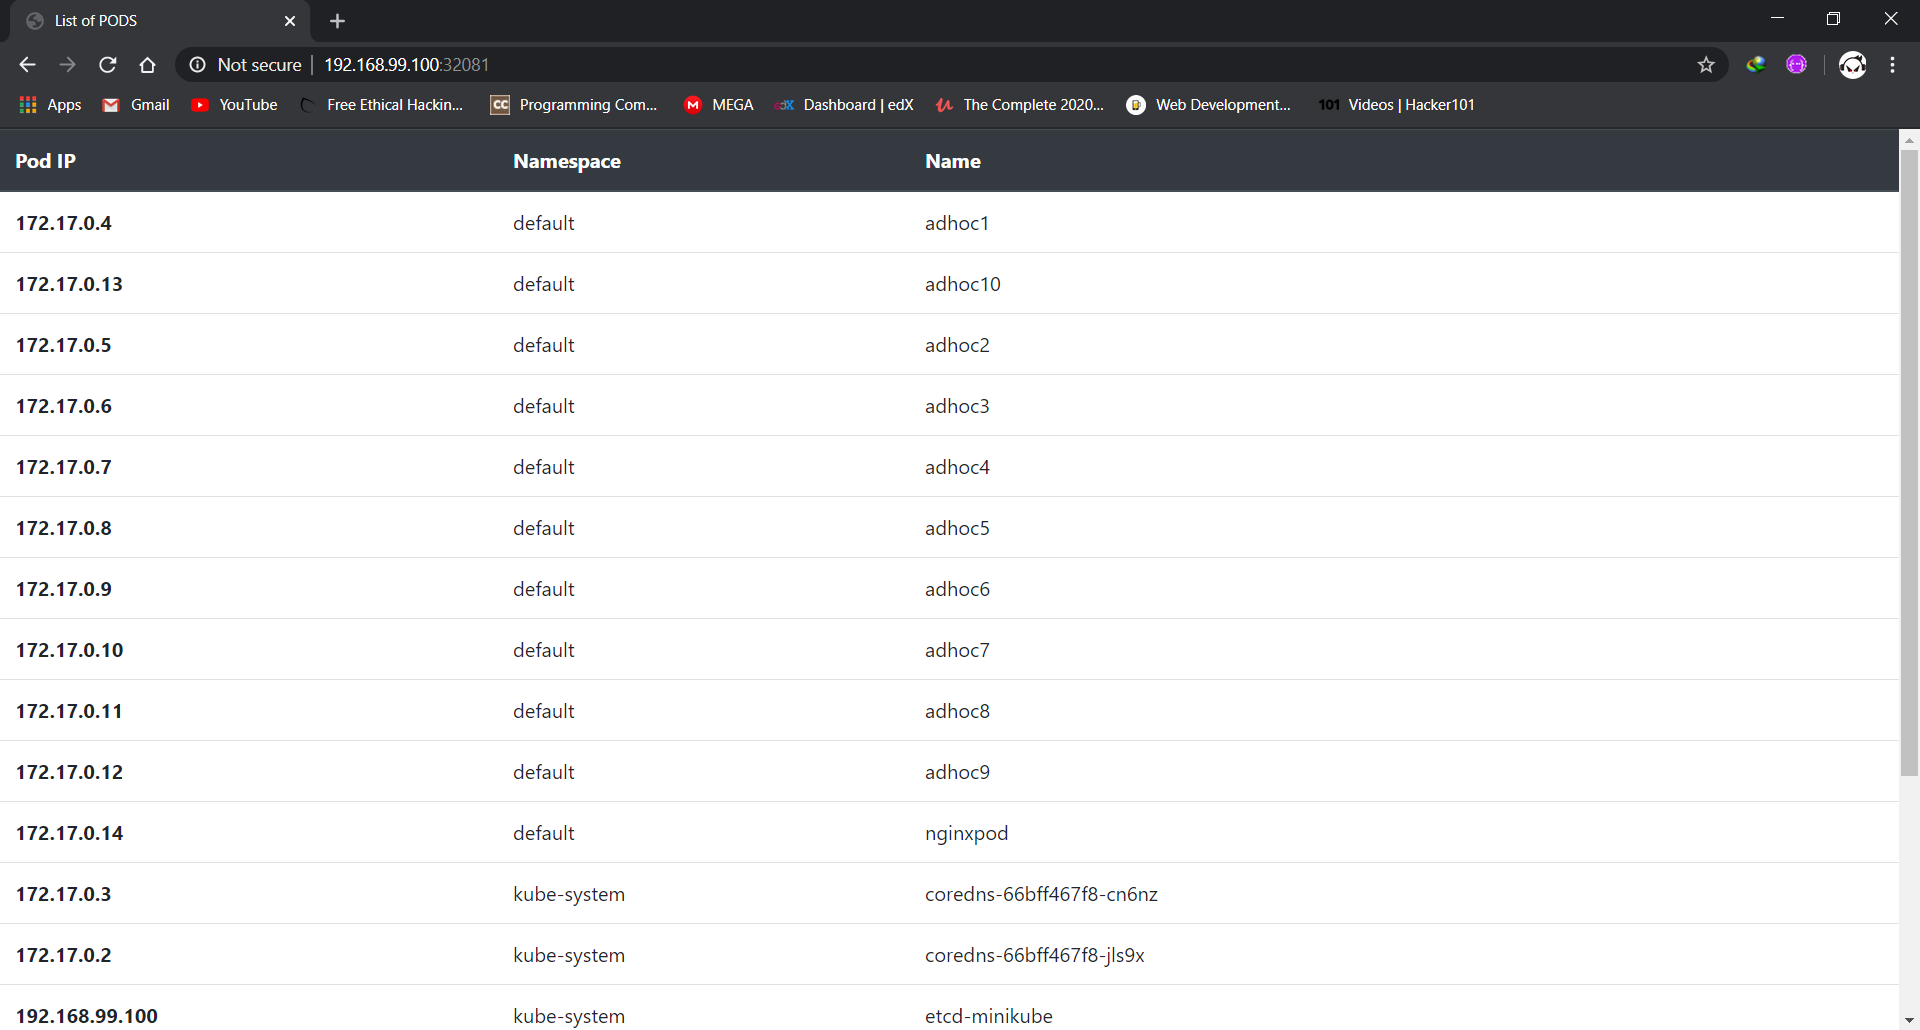 List of PODS
Not secure 192.168.99.100:32081
Apps Gmail YouTube Free Ethical Hackin... CC Programming Com... M MEGA edX Dashboard | edX The Complete 2020... Web Development... 101 Videos | Hacker101
Pod IP Namespace Name
172.17.0.4 default adhoc1
172.17.0.13 default adhoc10
172.17.0.5 default adhoc2
172.17.0.6 default adhoc3
172.17.0.7 default adhoc4
172.17.0.8 default adhoc5
172.17.0.9 default adhoc6
172.17.0.10 default adhoc7
172.17.0.11 default adhoc8
172.17.0.12 default adhoc9
172.17.0.14 default nginxpod
172.17.0.3 kube-system coredns-66bff467f8-cn6nz
172.17.0.2 kube-system coredns-66bff467f8-jls9x
192.168.99.100 kube-system etcd-minikube